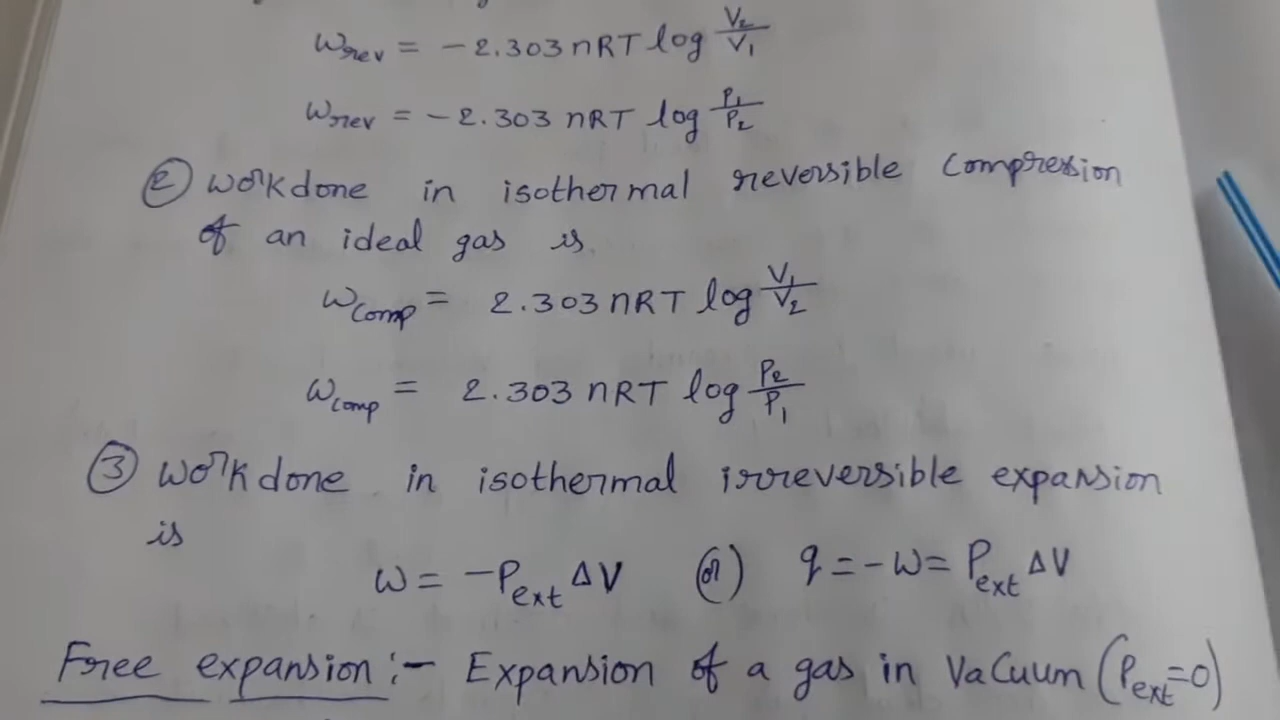 Wrev = -2.303 nRT log V2/V1
Wrev = -2.303 nRT log P1/P2
② workdone in isothermal reversible compression
of an ideal gas is
Wcomp = 2.303 nRT log V1/V2
Wcomp = 2.303 nRT log P2/P1
③ workdone in isothermal irreversible expansion
is
W = -Pext ΔV (or) q = -W = Pext ΔV
Free expansion :- Expansion of a gas in vacuum (Pext=0)